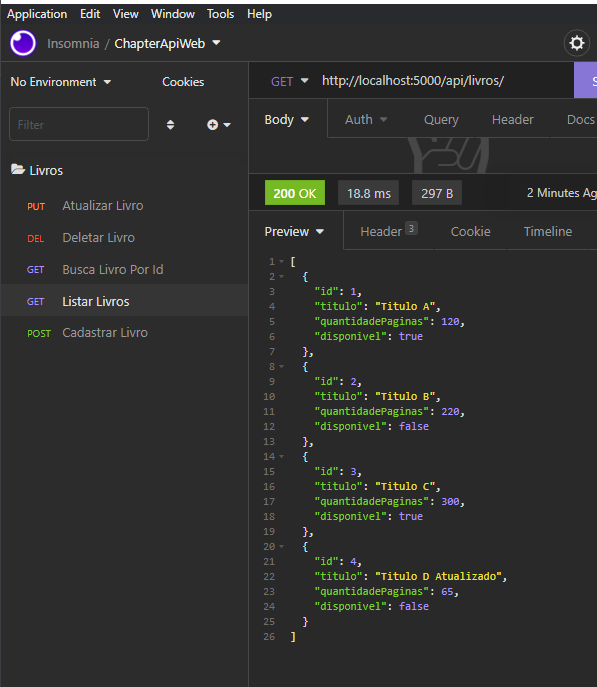 Application Edit View Window Tools Help
Insomnia / ChapterApiWeb
No Environment Cookies
GET http://localhost:5000/api/livros/ S
Filter
Body Auth Query Header Docs
Livros
PUT Atualizar Livro
DEL Deletar Livro
GET Busca Livro Por Id
GET Listar Livros
POST Cadastrar Livro
200 OK 18.8 ms 297 B 2 Minutes Ag
Preview Header 3 Cookie Timeline
1 [
2 {
3 "id": 1,
4 "titulo": "Titulo A",
5 "quantidadePaginas": 120,
6 "disponivel": true
7 },
8 {
9 "id": 2,
10 "titulo": "Titulo B",
11 "quantidadePaginas": 220,
12 "disponivel": false
13 },
14 {
15 "id": 3,
16 "titulo": "Titulo C",
17 "quantidadePaginas": 300,
18 "disponivel": true
19 },
20 {
21 "id": 4,
22 "titulo": "Titulo D Atualizado",
23 "quantidadePaginas": 65,
24 "disponivel": false
25 }
26 ]